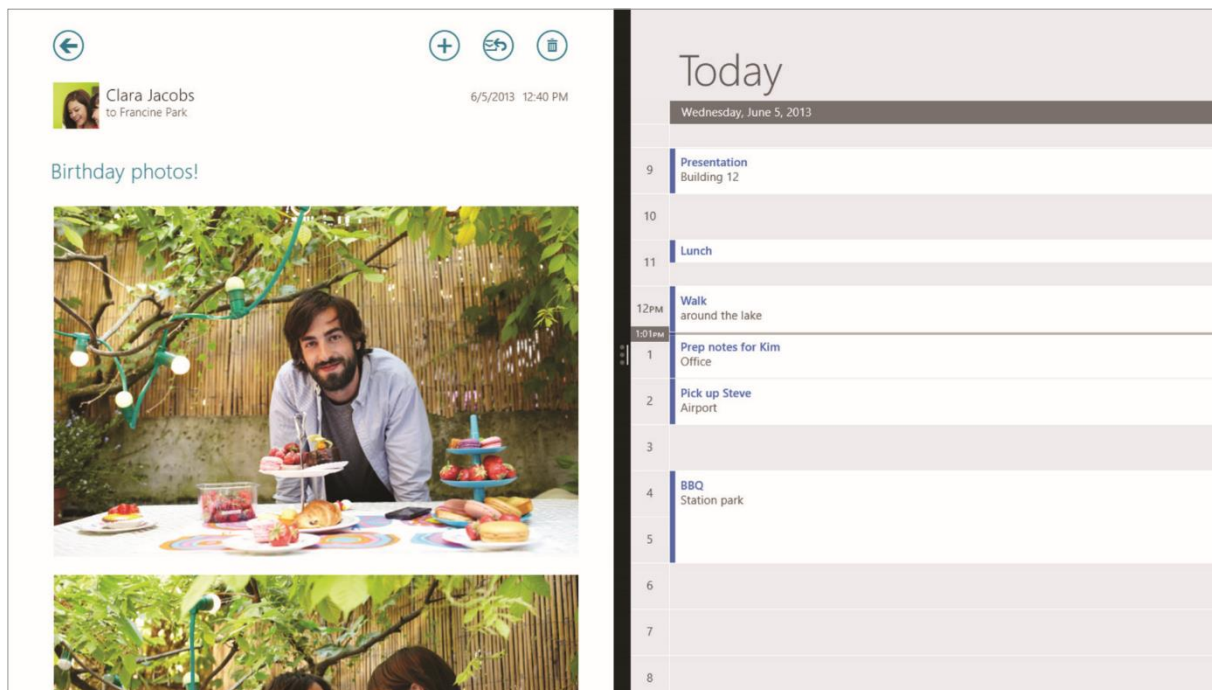 Clara Jacobs
to Francine Park
6/5/2013 12:40 PM
Birthday photos!
Today
Wednesday, June 5, 2013
9
Presentation
Building 12
10
11
Lunch
12PM
Walk
around the lake
1:01PM
1
Prep notes for Kim
Office
2
Pick up Steve
Airport
3
4
BBQ
Station park
5
6
7
8